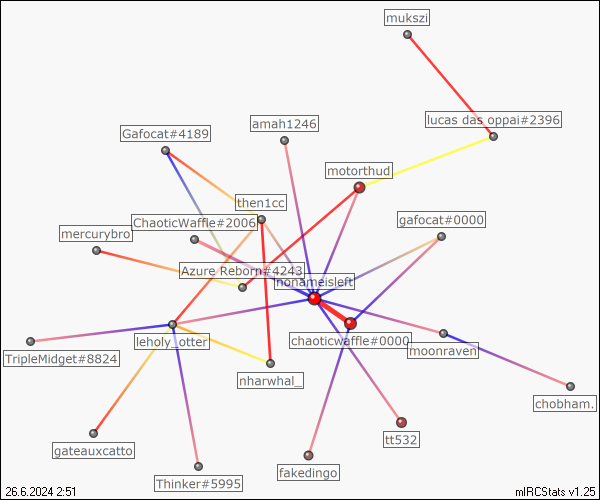 mukszi
lucas das oppai#2396
amah1246
Gafocat#4189
motorthud
then1cc
ChaoticWaffle#2006
gafocat#0000
mercurybro
Azure Reborn#4243
nonameisleft
chaoticwaffle#0000
leholy_otter
moonraven
TripleMidget#8824
nharwhal_
chobham.
tt532
gateauxcatto
fakedingo
Thinker#5995
26.6.2024 2:51
mIRCStats v1.25